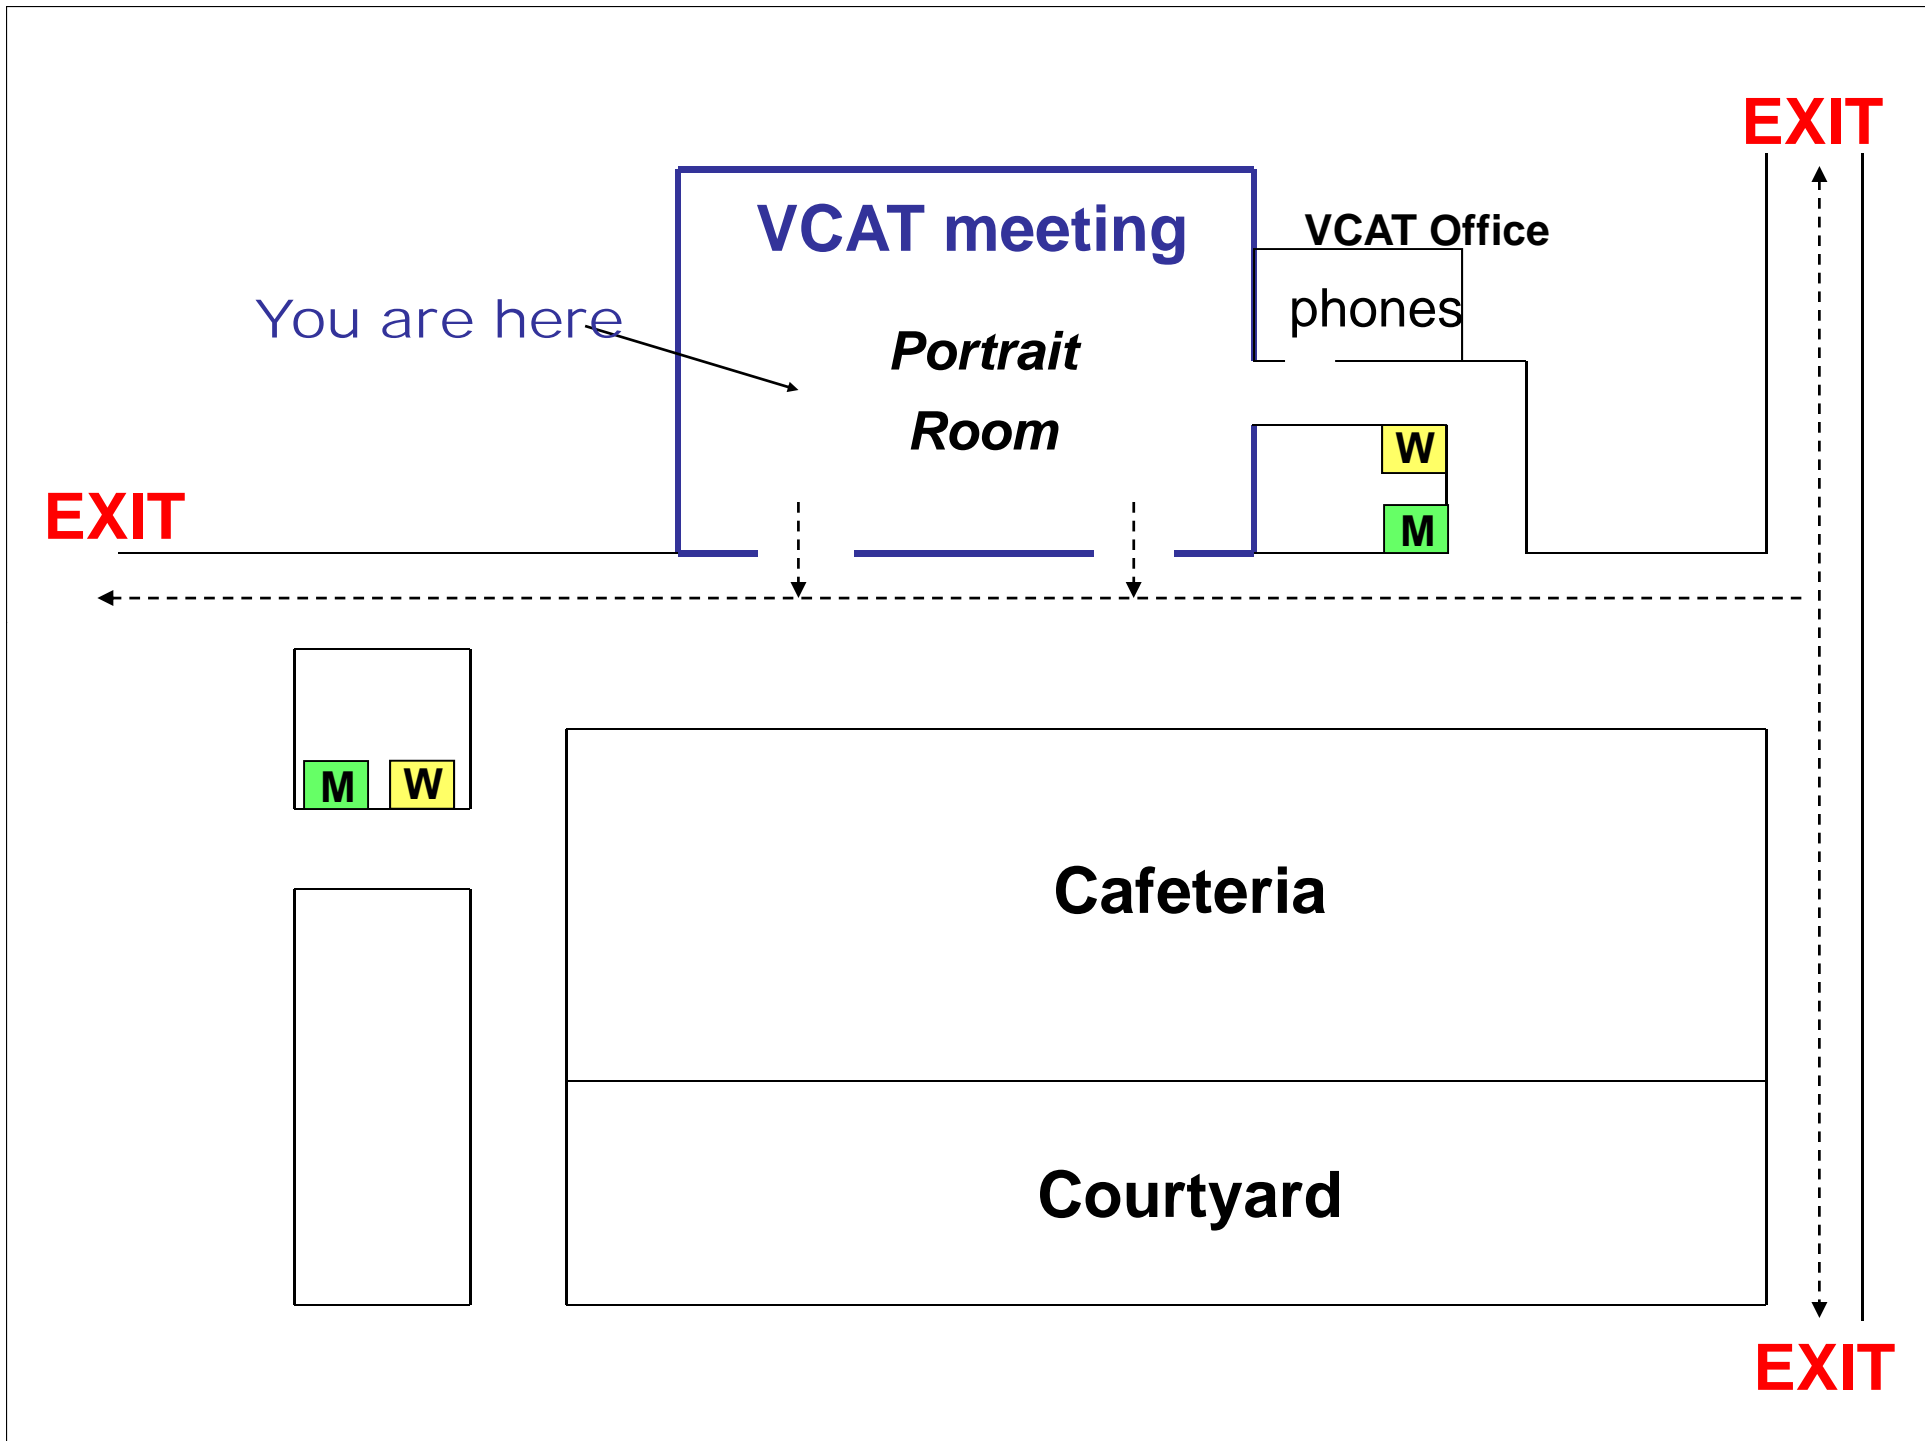 EXIT
VCAT meeting
VCAT Office
You are here
phones
Portrait
Room
W
EXIT
M
M
W
Cafeteria
Courtyard
EXIT